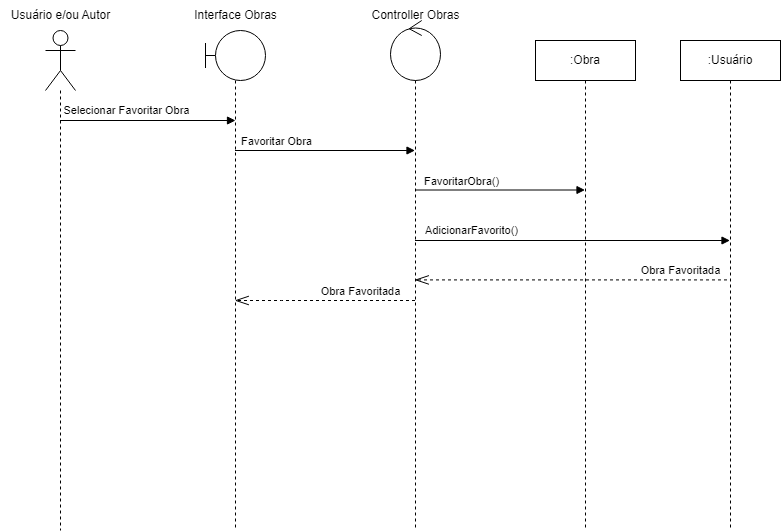 Usuário e/ou Autor
Interface Obras
Controller Obras
:Obra
:Usuário
Selecionar Favoritar Obra
Favoritar Obra
FavoritarObra()
AdicionarFavorito()
Obra Favoritada
Obra Favoritada